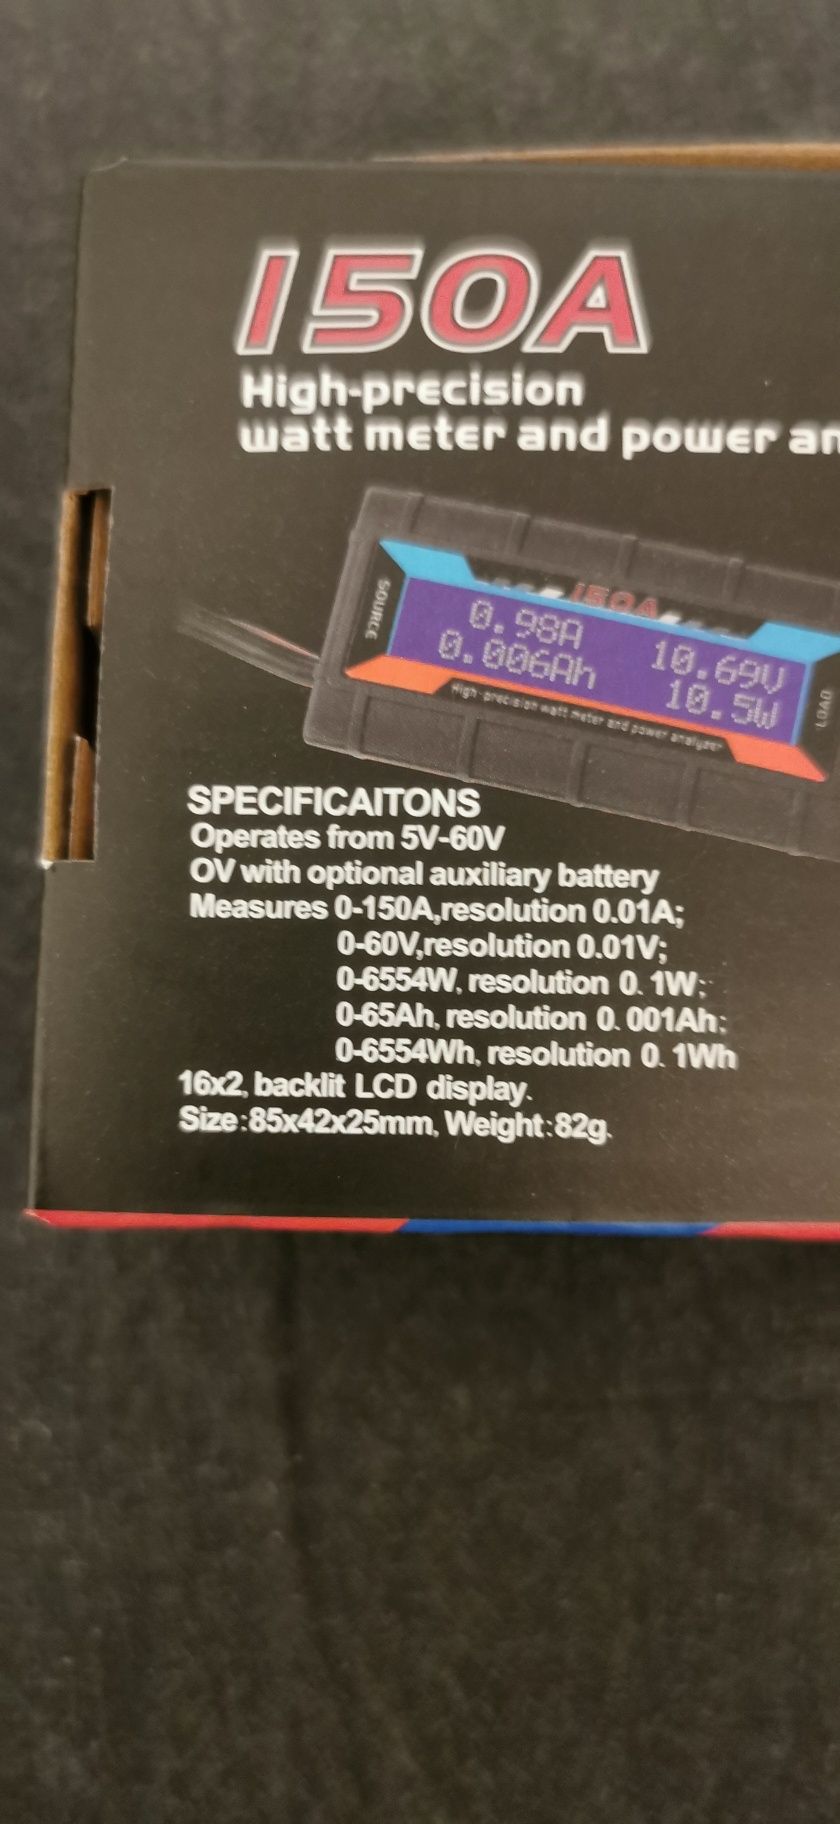 150A
High-precision
watt meter and power an
150A
SOURCE
0.98A 10.69V
0.006Ah 10.5W
LOAD
High-precision watt meter and power analyzer
SPECIFICAITONS
Operates from 5V-60V
OV with optional auxiliary battery
Measures 0-150A,resolution 0.01A;
0-60V,resolution 0.01V;
0-6554W, resolution 0.1W;
0-65Ah, resolution 0.001Ah;
0-6554Wh, resolution 0.1Wh
16x2, backlit LCD display.
Size:85x42x25mm, Weight:82g.